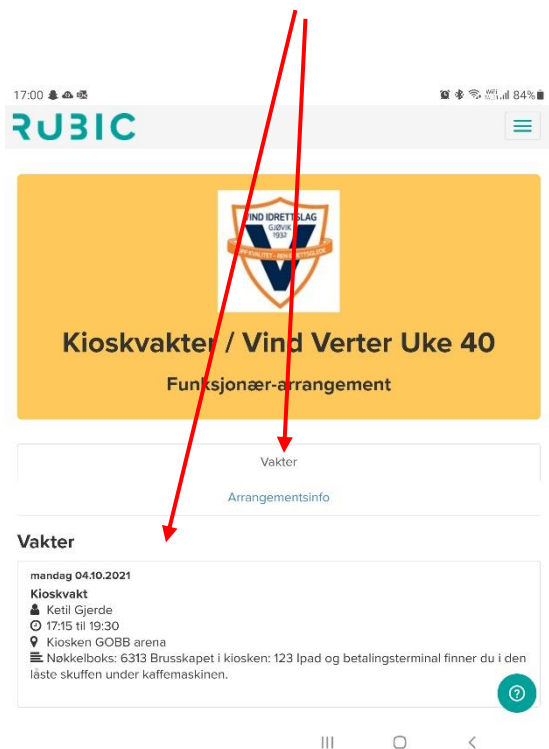 17:00 84%
RUBIC
VIND IDRETTSLAG
GJØVIK
1932
Kioskvakter / Vind Verter Uke 40
Funksjonær-arrangement
Vakter
Arrangementsinfo
Vakter
mandag 04.10.2021
Kioskvakt
Ketil Gjerde
17:15 til 19:30
Kiosken GOBB arena
Nøkkelboks: 6313 Brusskapet i kiosken: 123 Ipad og betalingsterminal finner du i den
låste skuffen under kaffemaskinen.